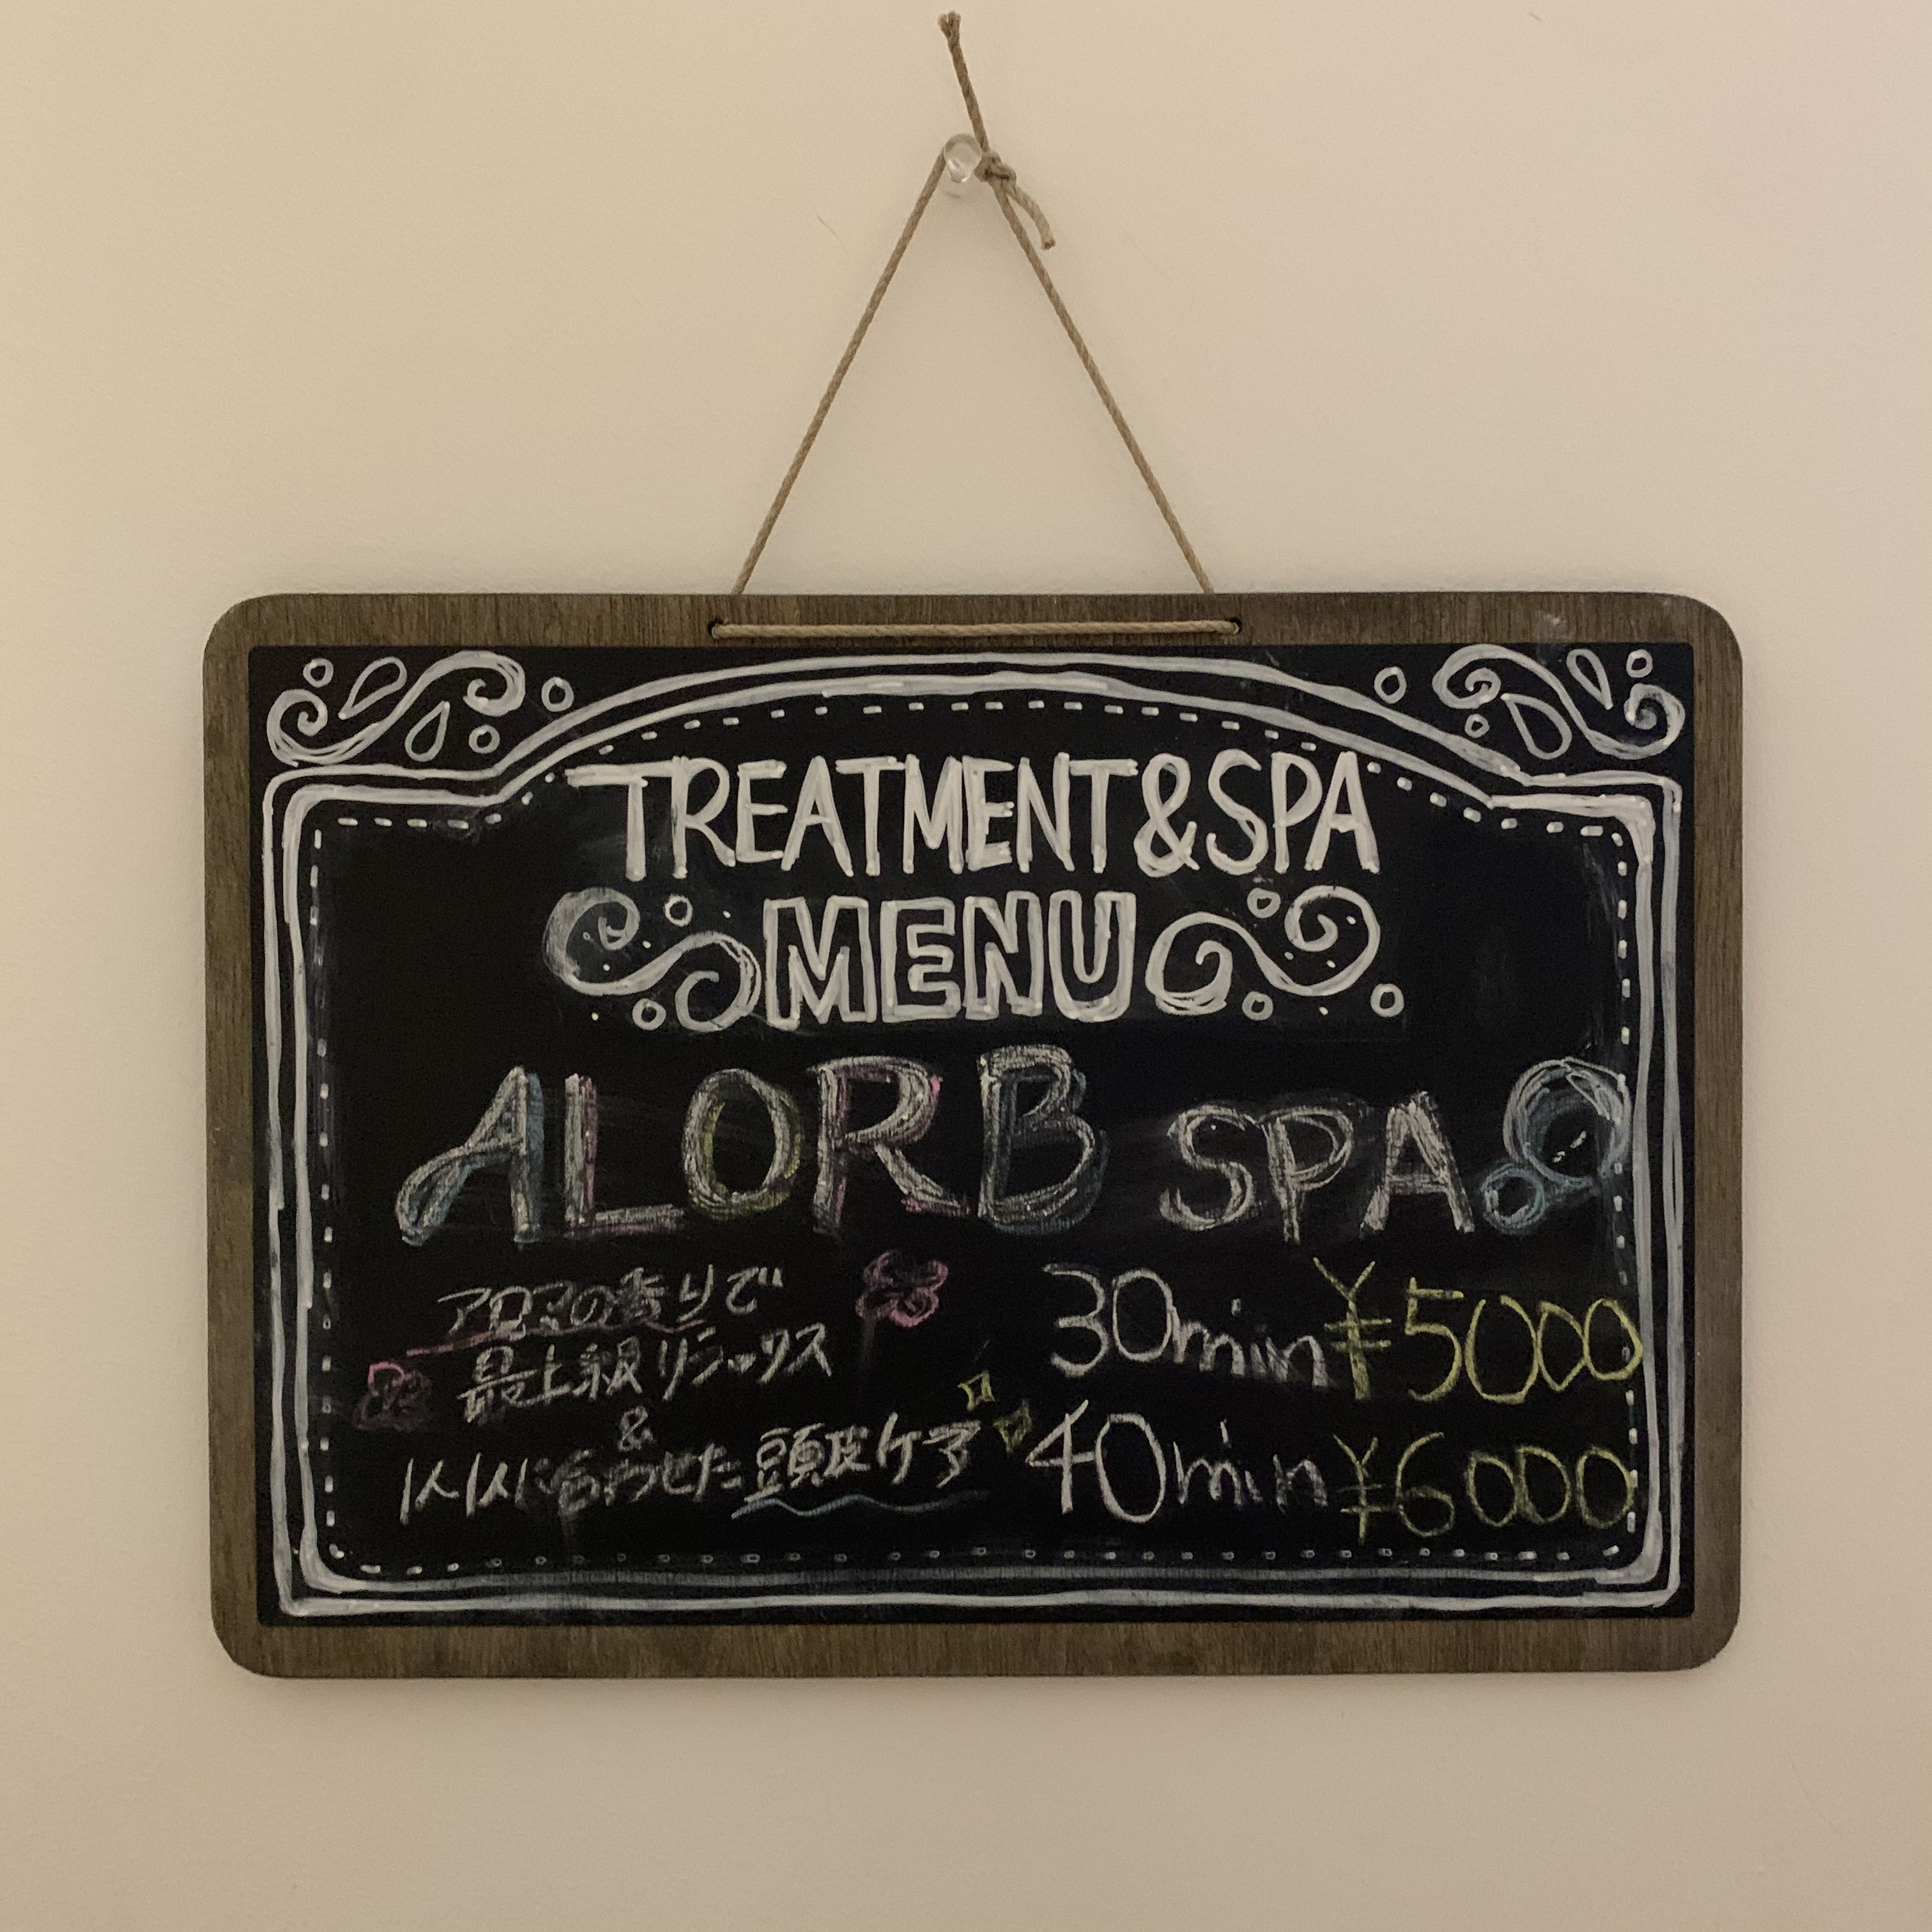 TREATMENT&SPA
MENU
ALORB SPA
アロマの香りで
最上級リラックス
&
1人1人に合わせた頭皮ケア
30min ¥5000
40min ¥6000